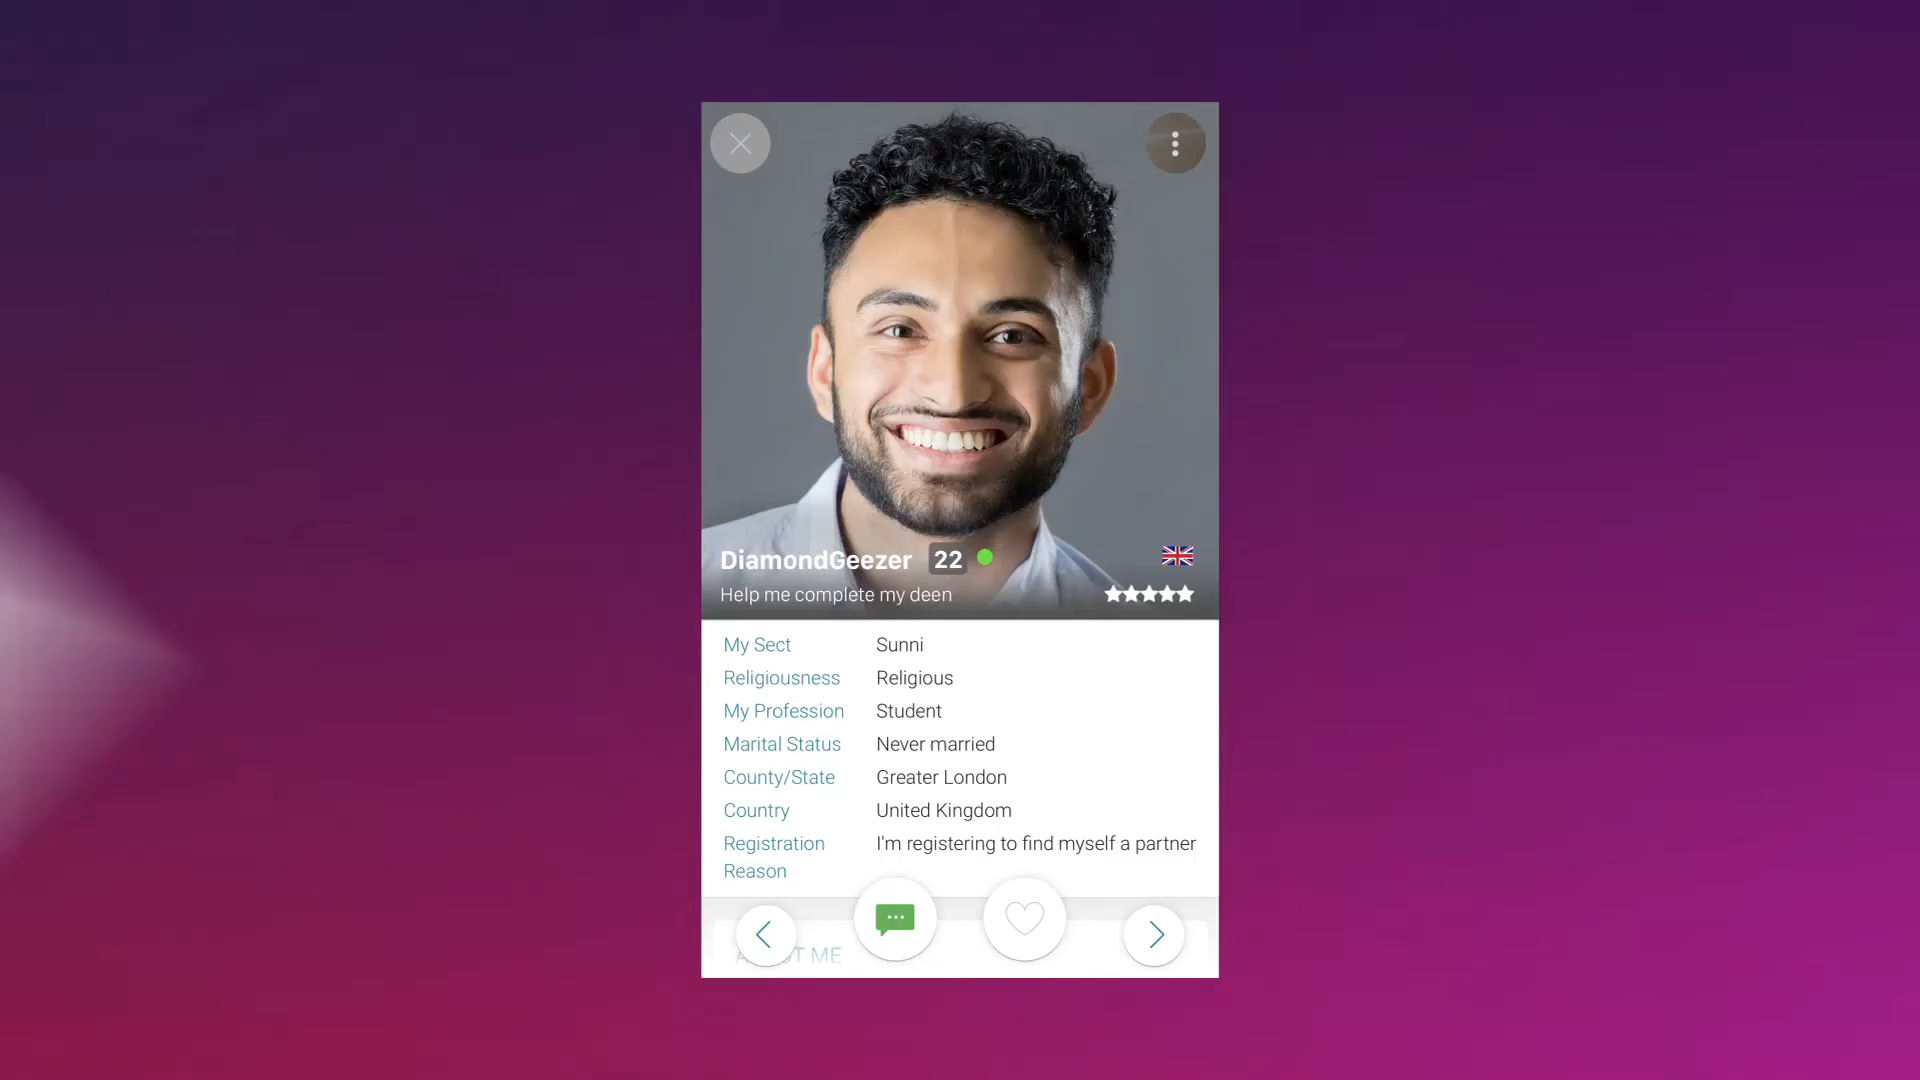 DiamondGeezer 22
Help me complete my deen
My Sect Sunni
Religiousness Religious
My Profession Student
Marital Status Never married
County/State Greater London
Country United Kingdom
Registration Reason I'm registering to find myself a partner
ME